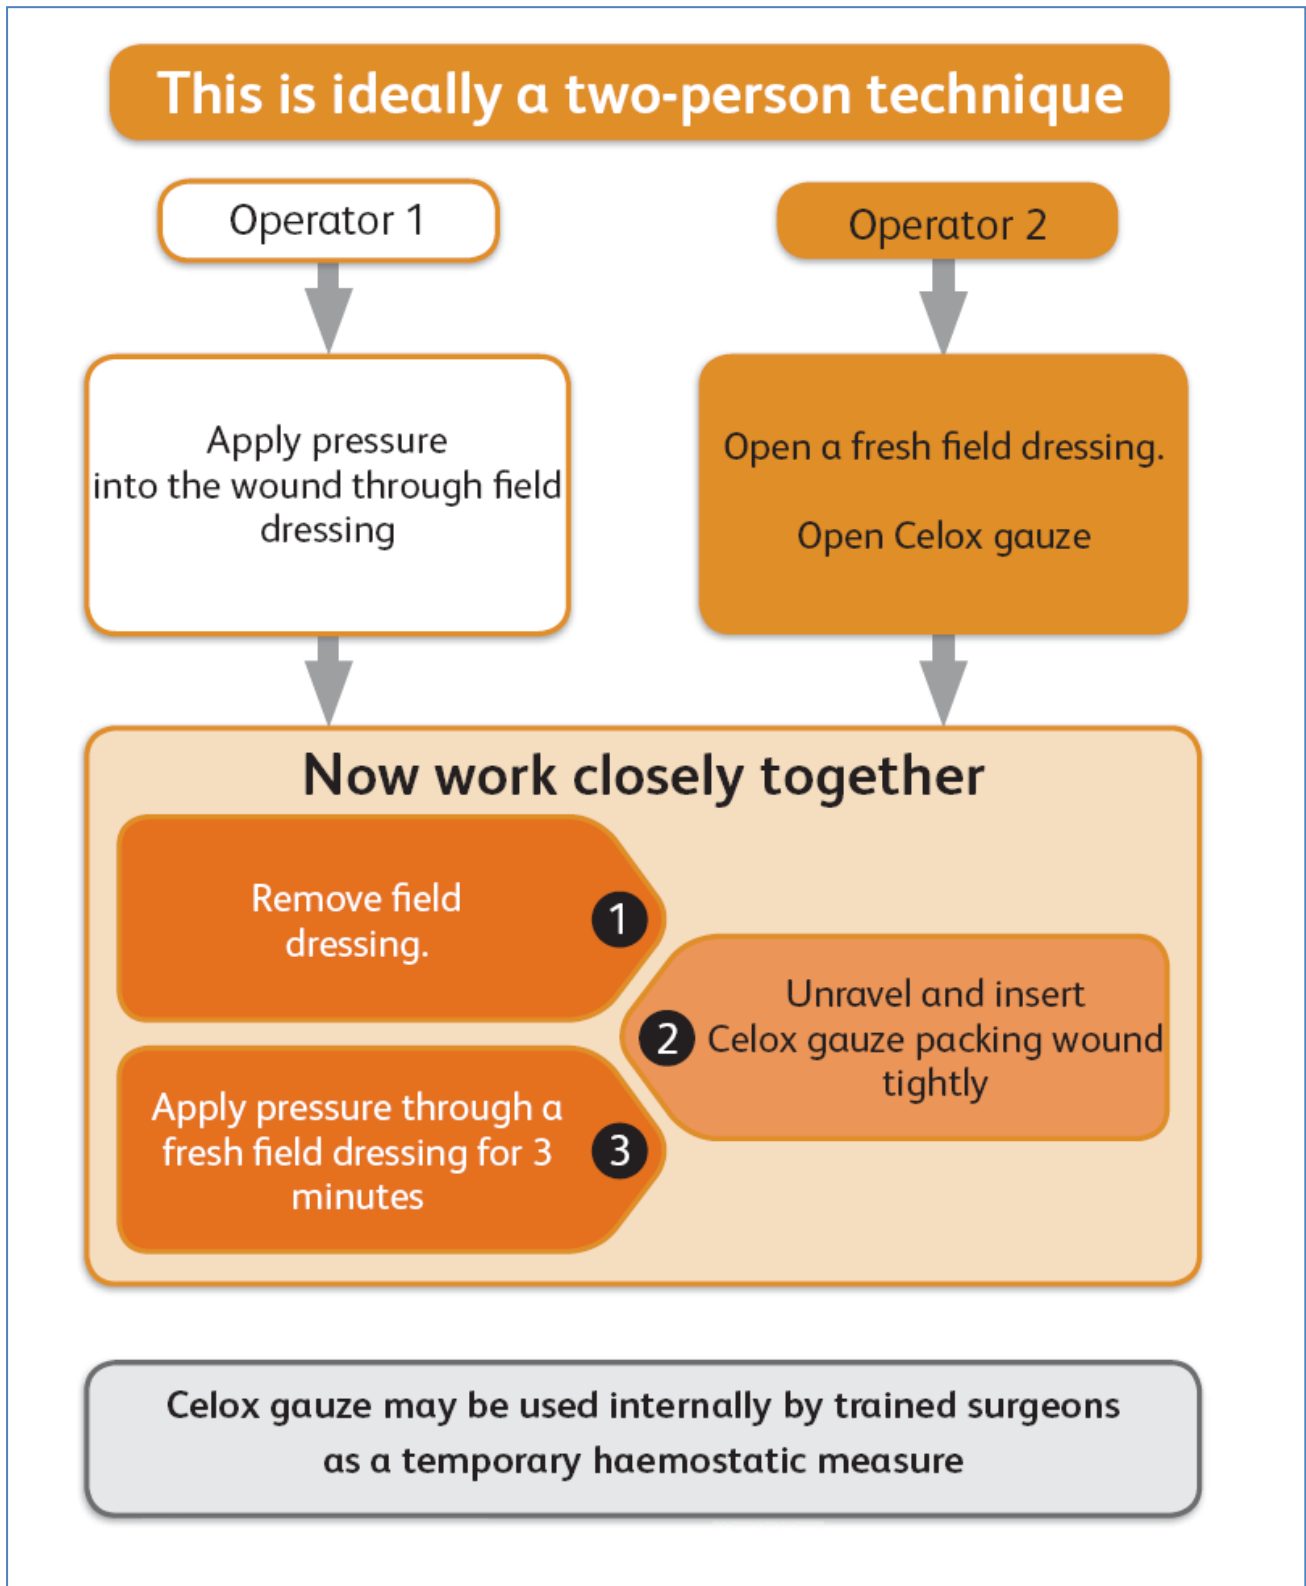 This is ideally a two-person technique
Operator 1
Operator 2
Apply pressure
into the wound through field
dressing
Open a fresh field dressing.
Open Celox gauze
Now work closely together
Remove field
dressing.
1
Unravel and insert
2 Celox gauze packing wound
tightly
Apply pressure through a
fresh field dressing for 3
minutes
3
Celox gauze may be used internally by trained surgeons
as a temporary haemostatic measure